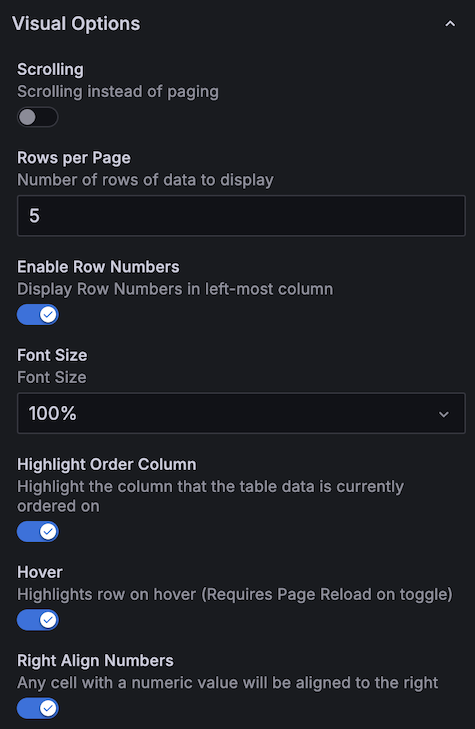 Visual Options
Scrolling
Scrolling instead of paging
Rows per Page
Number of rows of data to display
5
Enable Row Numbers
Display Row Numbers in left-most column
Font Size
Font Size
100%
Highlight Order Column
Highlight the column that the table data is currently
ordered on
Hover
Highlights row on hover (Requires Page Reload on toggle)
Right Align Numbers
Any cell with a numeric value will be aligned to the right